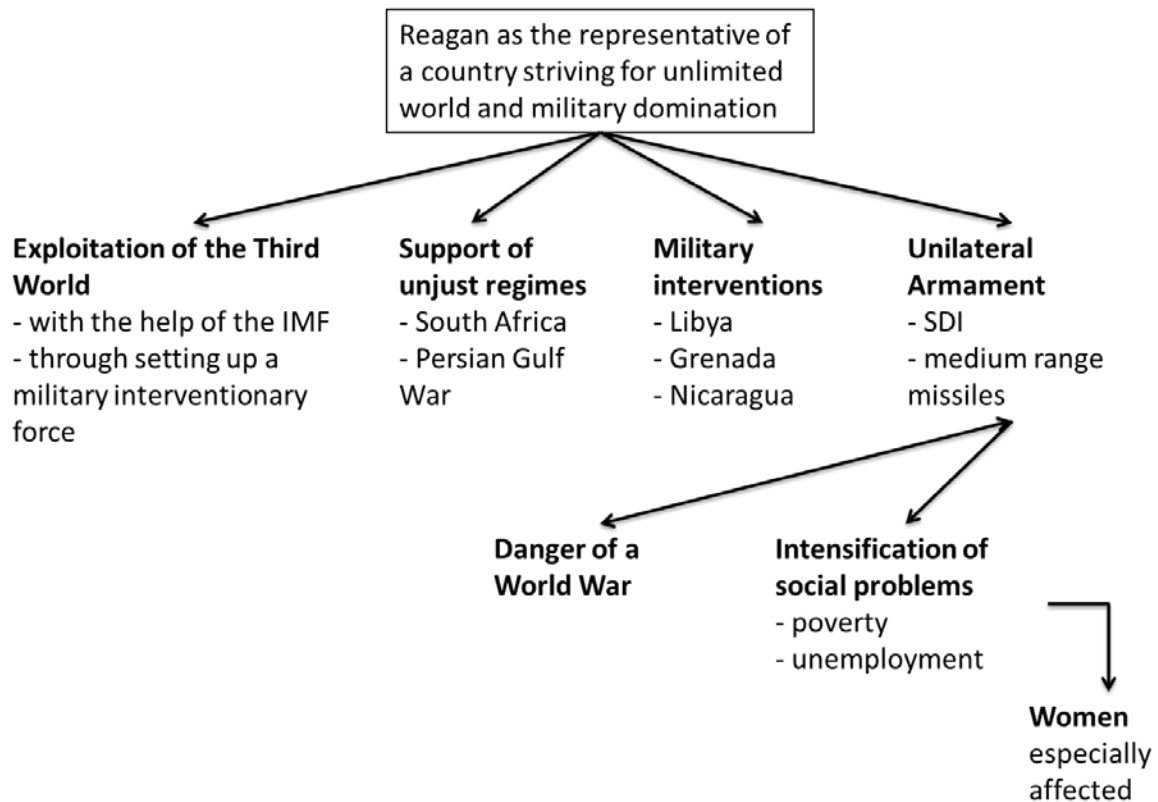 Reagan as the representative of
a country striving for unlimited
world and military domination
Exploitation of the Third
World
- with the help of the IMF
- through setting up a
military interventionary
force
Support of
unjust regimes
- South Africa
- Persian Gulf
War
Military
interventions
- Libya
- Grenada
- Nicaragua
Unilateral
Armament
- SDI
- medium range
missiles
Danger of a
World War
Intensification of
social problems
- poverty
- unemployment
Women
especially
affected